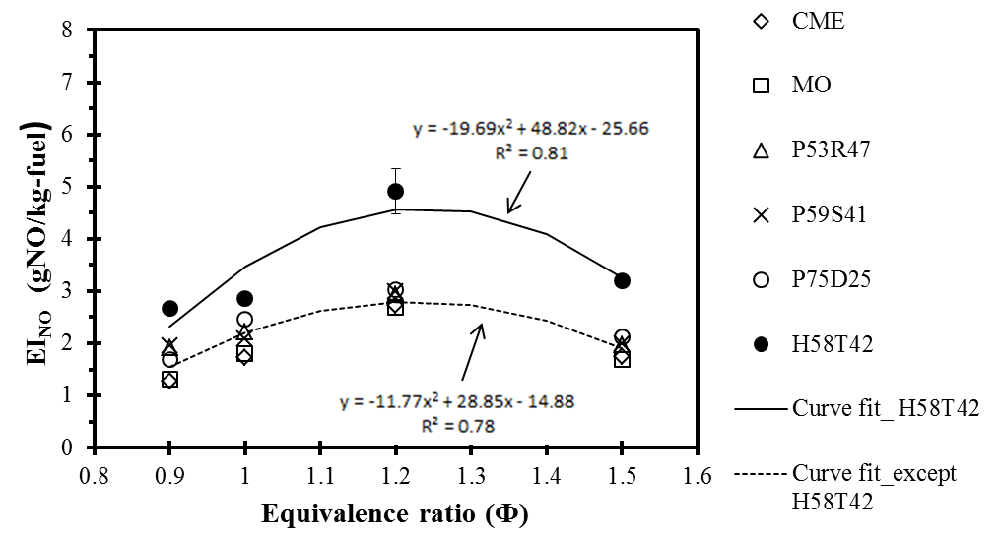 8
7
6
5
4
3
2
1
0
EI_NO (gNO/kg-fuel)
0.8 0.9 1 1.1 1.2 1.3 1.4 1.5 1.6
Equivalence ratio (Φ)
y = -19.69x² + 48.82x - 25.66
R² = 0.81
y = -11.77x² + 28.85x - 14.88
R² = 0.78
CME
MO
P53R47
P59S41
P75D25
H58T42
Curve fit_ H58T42
Curve fit_except
H58T42